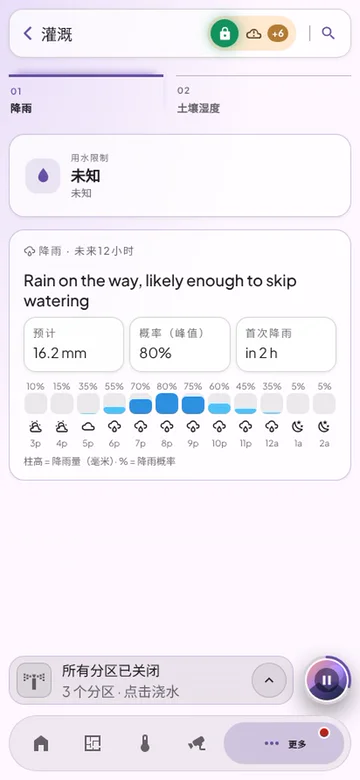 灌溉
+6
01
降雨
02
土壤湿度
用水限制
未知
未知
降雨 · 未来12小时
Rain on the way, likely enough to skip
watering
预计
16.2 mm
概率（峰值）
80%
首次降雨
in 2 h
10% 15% 35% 55% 70% 80% 75% 60% 45% 35% 5% 5%
3p 4p 5p 6p 7p 8p 9p 10p 11p 12a 1a 2a
柱高 = 降雨量（毫米）· % = 降雨概率
所有分区已关闭
3 个分区 · 点击浇水
更多